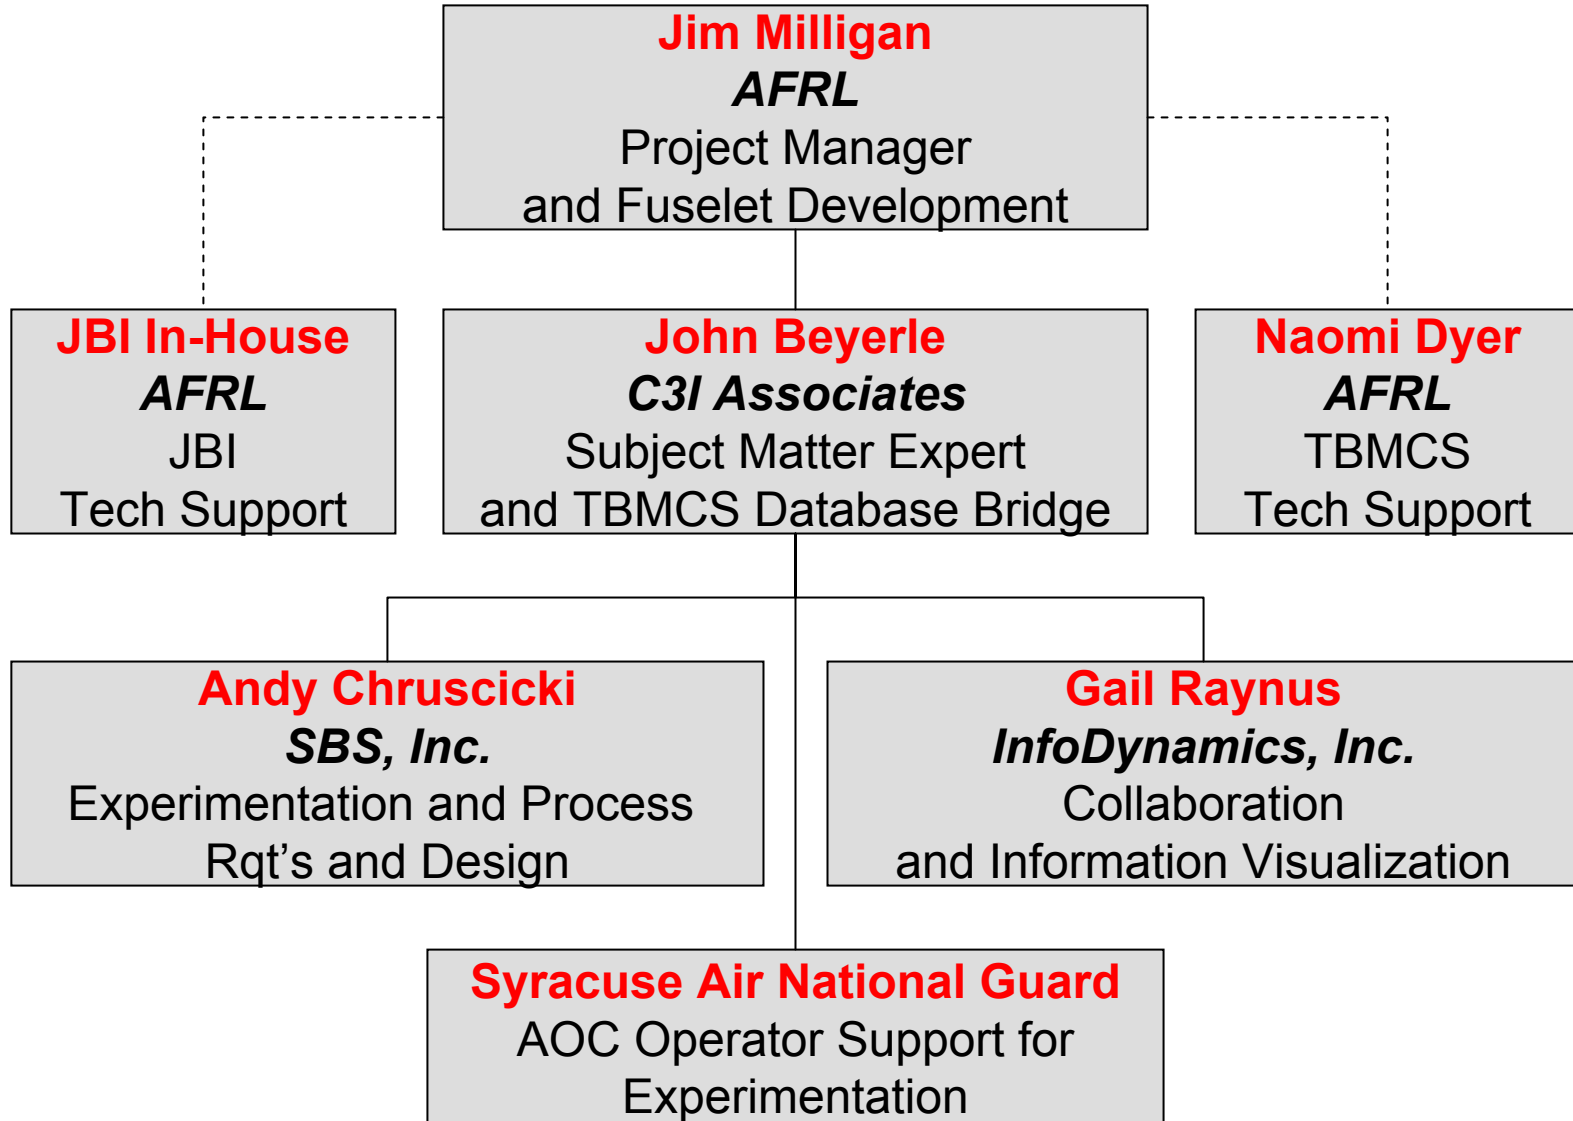 Jim Milligan
AFRL
Project Manager
and Fuselet Development
JBI In-House
AFRL
JBI
Tech Support
John Beyerle
C3I Associates
Subject Matter Expert
and TBMCS Database Bridge
Naomi Dyer
AFRL
TBMCS
Tech Support
Andy Chruscicki
SBS, Inc.
Experimentation and Process
Rqt's and Design
Gail Raynus
InfoDynamics, Inc.
Collaboration
and Information Visualization
Syracuse Air National Guard
AOC Operator Support for
Experimentation